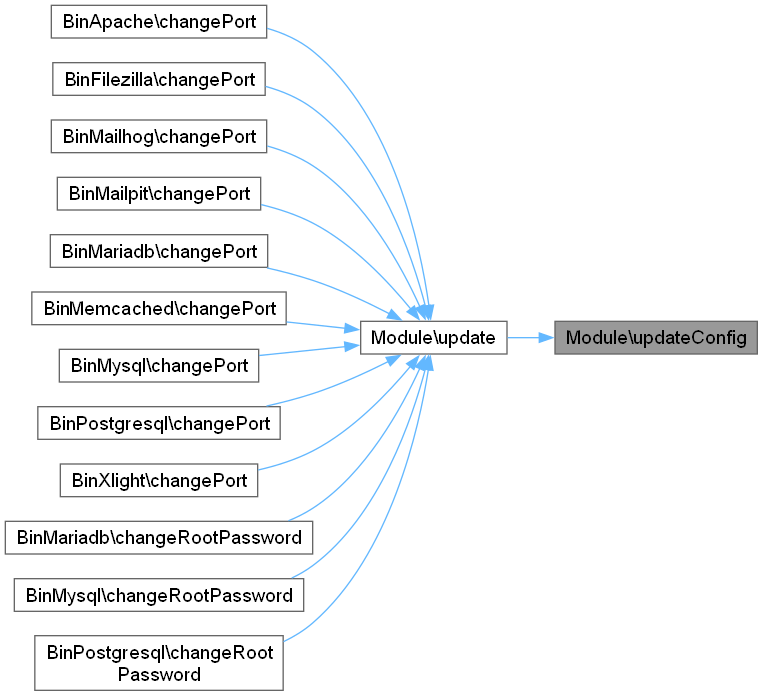 BinApache\changePort
BinFilezilla\changePort
BinMailhog\changePort
BinMailpit\changePort
BinMariadb\changePort
BinMemcached\changePort
BinMysql\changePort
BinPostgresql\changePort
BinXlight\changePort
BinMariadb\changeRootPassword
BinMysql\changeRootPassword
BinPostgresql\changeRoot
Password
Module\update
Module\updateConfig